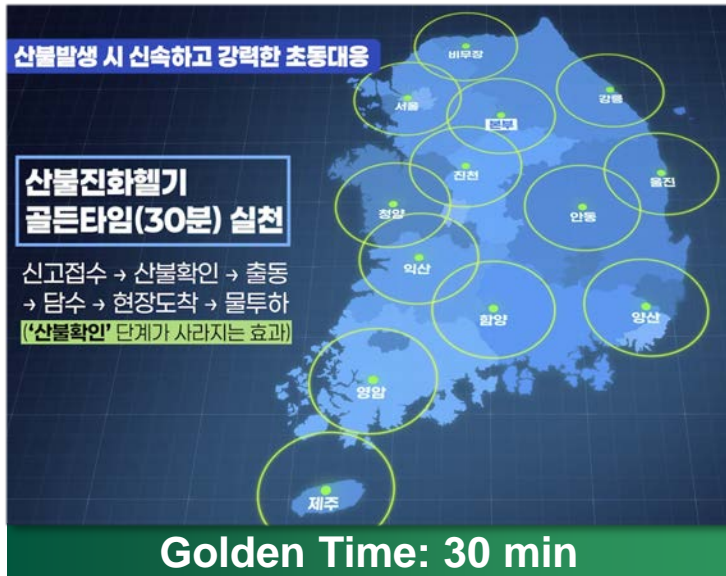 산불발생 시 신속하고 강력한 초동대응
산불진화헬기
골든타임(30분) 실천
신고접수 → 산불확인 → 출동
→ 담수 → 현장도착 → 물투하
('산불확인' 단계가 사라지는 효과)
비무장
서울
본부
강릉
진천
울진
청양
안동
익산
함양
양산
영암
제주
Golden Time: 30 min